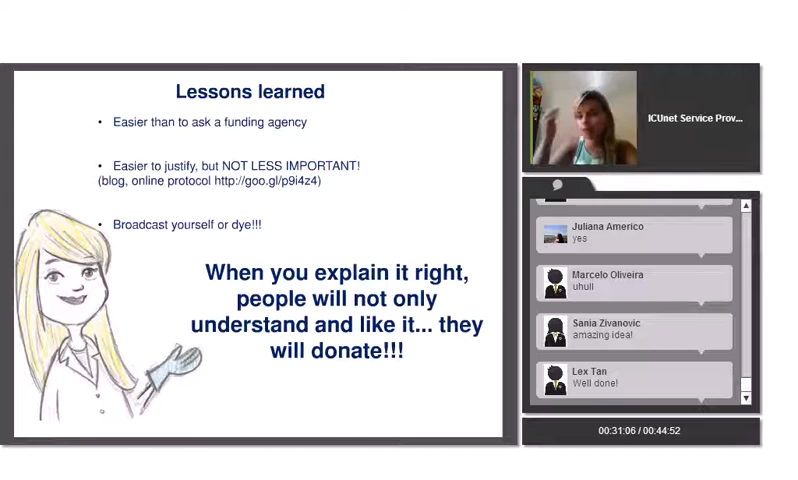 Lessons learned
• Easier than to ask a funding agency
• Easier to justify, but NOT LESS IMPORTANT!
(blog, online protocol http://goo.gl/p9i4z4)
• Broadcast yourself or dye!!!
When you explain it right,
people will not only
understand and like it... they
will donate!!!
ICUnet Service Prov...
Juliana Americo
yes
Marcelo Oliveira
uhull
Sania Zivanovic
amazing idea!
Lex Tan
Well done!
00:31:06 / 00:44:52